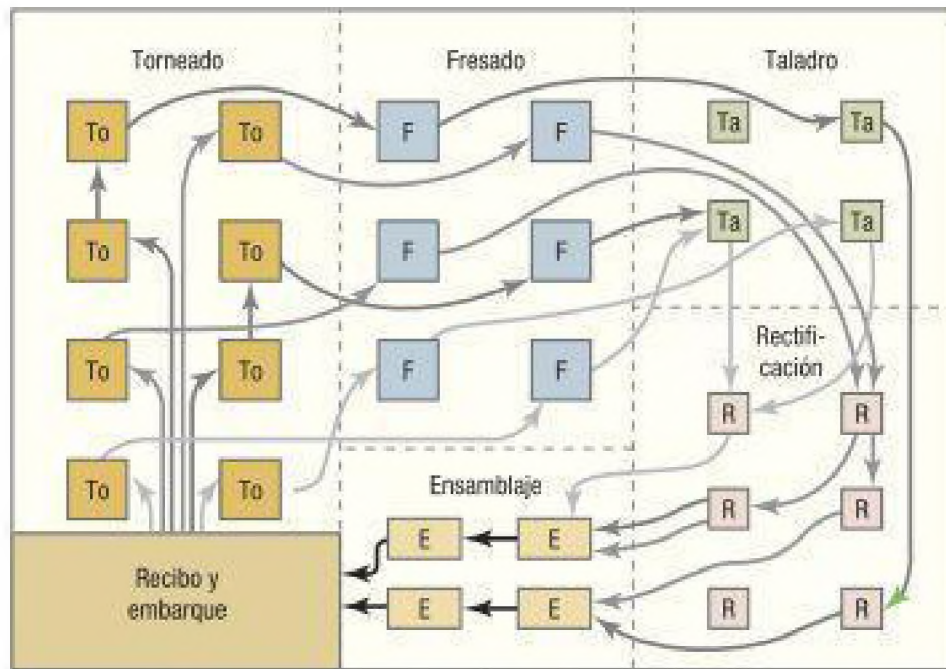 Torneado
Fresado
Taladro
To
To
F
F
Ta
Ta
To
To
F
F
Ta
Ta
Rectifi-
cación
To
To
F
F
R
R
To
To
Ensamblaje
R
R
E
E
Recibo y
embarque
E
E
R
R